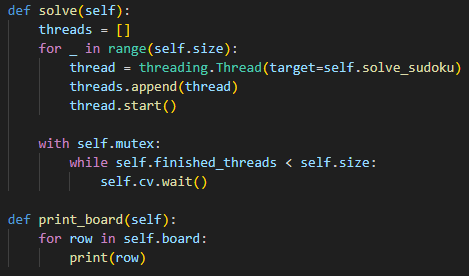 def solve(self):
    threads = []
    for _ in range(self.size):
        thread = threading.Thread(target=self.solve_sudoku)
        threads.append(thread)
        thread.start()

    with self.mutex:
        while self.finished_threads < self.size:
            self.cv.wait()

def print_board(self):
    for row in self.board:
        print(row)